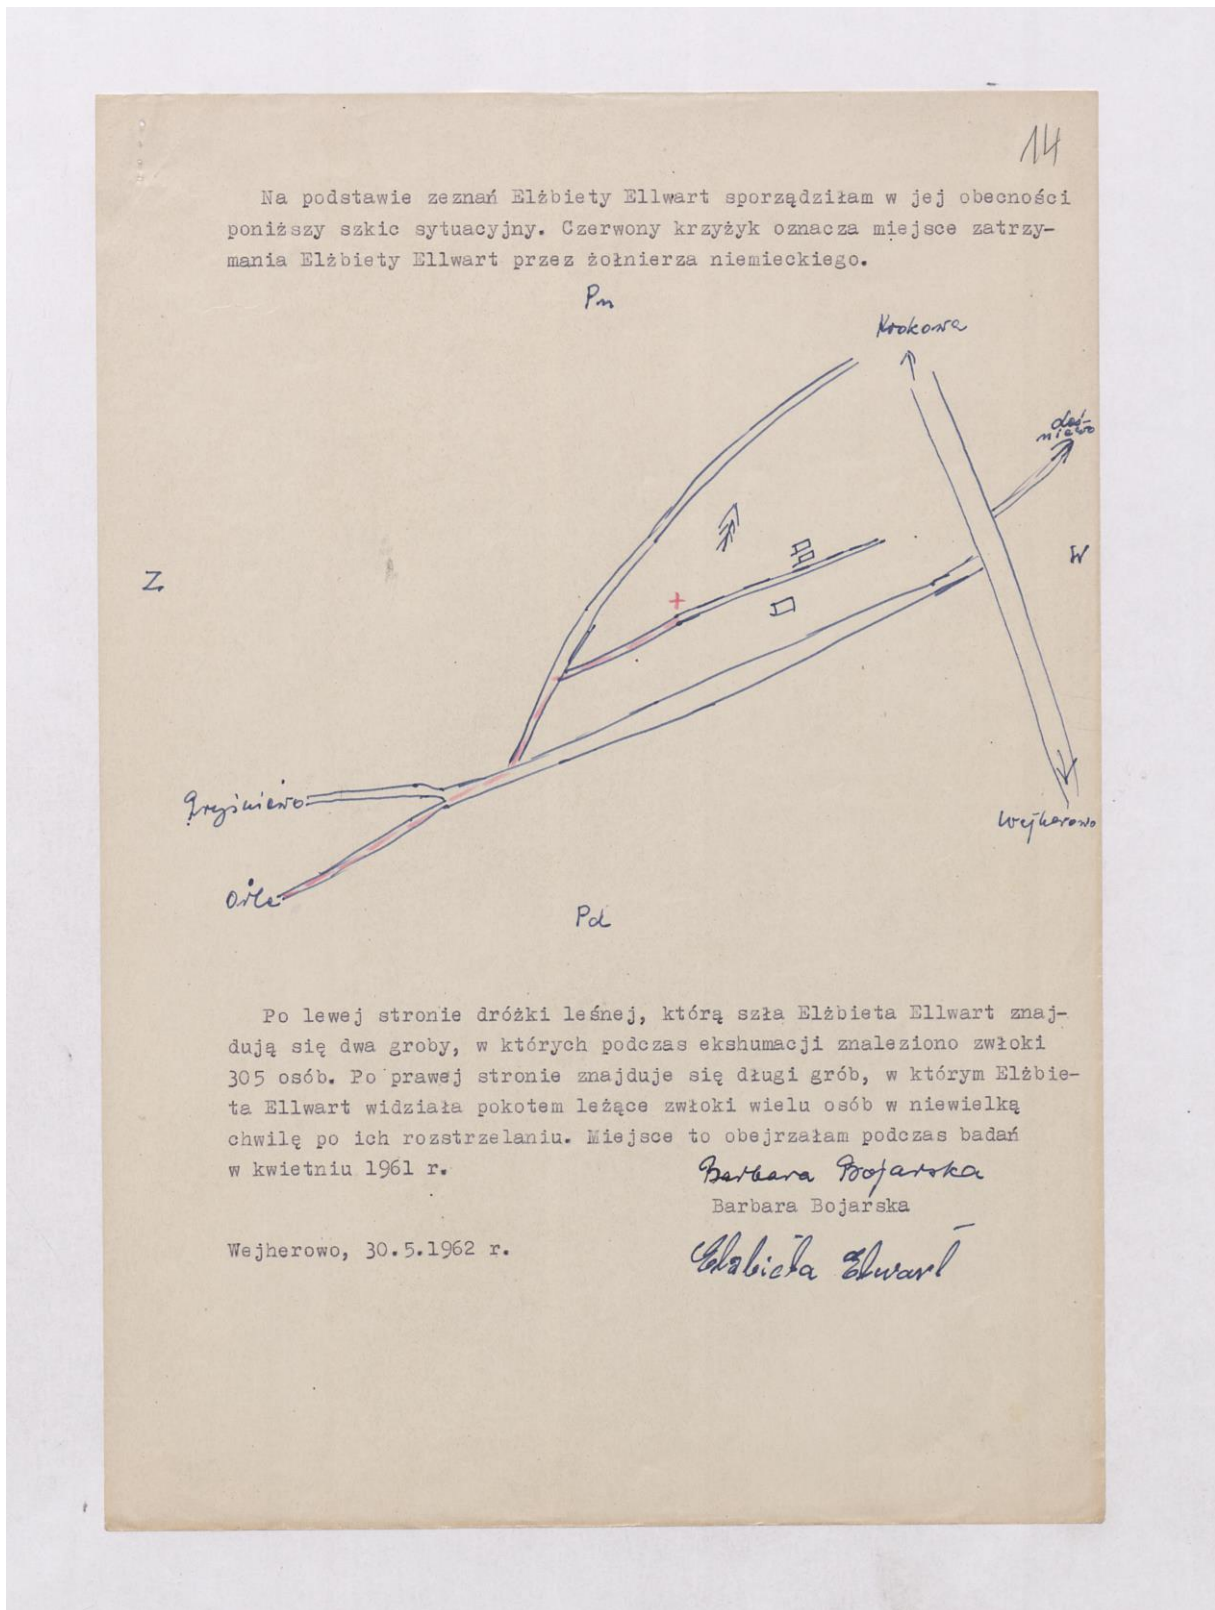 14
Na podstawie zeznań Elżbiety Ellwart sporządziłam w jej obecności
poniższy szkic sytuacyjny. Czerwony krzyżyk oznacza miejsce zatrzy-
mania Elżbiety Ellwart przez żołnierza niemieckiego.
Pn
Krokowa
Leś-
niewo
Z
W
Wejherowo
Orle
Pd
Po lewej stronie dróżki leśnej, którą szła Elżbieta Ellwart znaj-
dują się dwa groby, w których podczas ekshumacji znaleziono zwłoki
305 osób. Po prawej stronie znajduje się długi grób, w którym Elżbie-
ta Ellwart widziała pokotem leżące zwłoki wielu osób w niewielką
chwilę po ich rozstrzelaniu. Miejsce to obejrzałam podczas badań
w kwietniu 1961 r.
Barbara Bojarska
Barbara Bojarska
Wejherowo, 30.5.1962 r.
Elżbieta Elwart